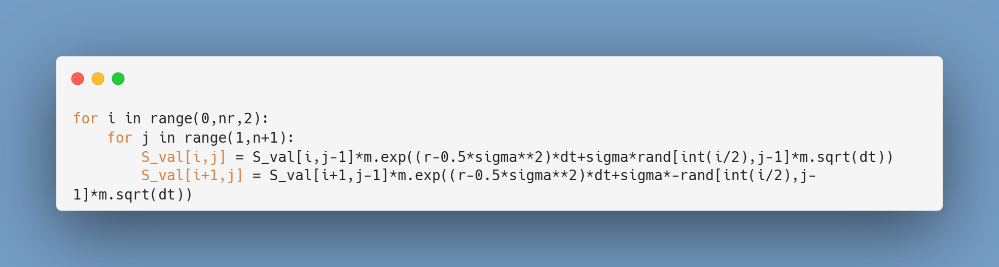 for i in range(0,nr,2):
    for j in range(1,n+1):
        S_val[i,j] = S_val[i,j-1]*m.exp((r-0.5*sigma**2)*dt+sigma*rand[int(i/2),j-1]*m.sqrt(dt))
        S_val[i+1,j] = S_val[i+1,j-1]*m.exp((r-0.5*sigma**2)*dt+sigma*-rand[int(i/2),j-
1]*m.sqrt(dt))